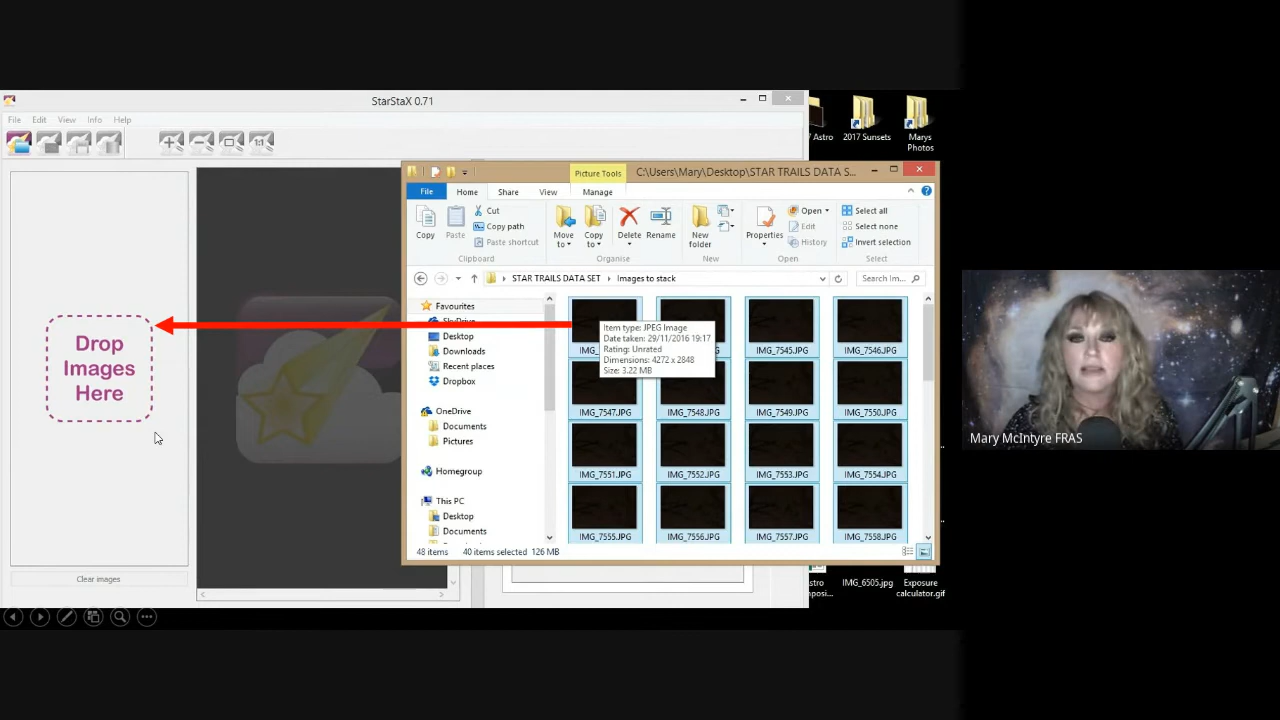 StarStaX 0.71
File Edit View Info Help
1:1
Drop
Images
Here
Clear images
Picture Tools
C:\Users\Mary\Desktop\STAR TRAILS DATA S...
File Home Share View Manage
Copy
Paste
Cut
Copy path
Paste shortcut
Clipboard
Move
to
Copy
to
Delete
Rename
Organise
New
folder
New
Properties
Open
Edit
History
Open
Select all
Select none
Invert selection
Select
STAR TRAILS DATA SET
Images to stack
Search Im...
Favourites
Desktop
Downloads
Recent places
Dropbox
OneDrive
Documents
Pictures
Homegroup
This PC
Desktop
Documents
Item type: JPEG Image
Date taken: 29/11/2016 19:17
Rating: Unrated
Dimensions: 4272 x 2848
Size: 3.22 MB
IMG_7545.JPG IMG_7546.JPG
IMG_7547.JPG IMG_7548.JPG IMG_7549.JPG IMG_7550.JPG
IMG_7551.JPG IMG_7552.JPG IMG_7553.JPG IMG_7554.JPG
IMG_7555.JPG IMG_7556.JPG IMG_7557.JPG IMG_7558.JPG
48 items 40 items selected 126 MB
Astro
2017 Sunsets
Marys
Photos
IMG_6505.jpg
Exposure
calculator.gif
Mary McIntyre FRAS